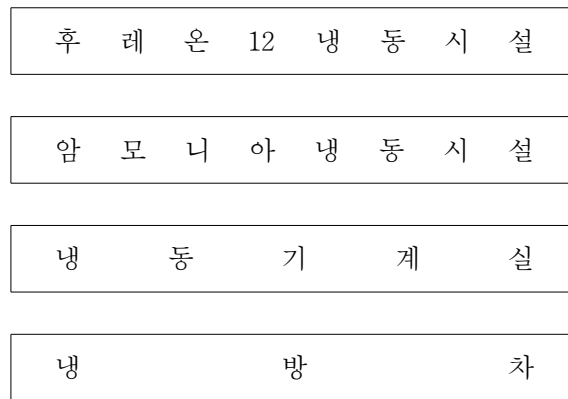 후 레 온 12 냉 동 시 설
암 모 니 아 냉 동 시 설
냉 동 기 계 실
냉 방 차